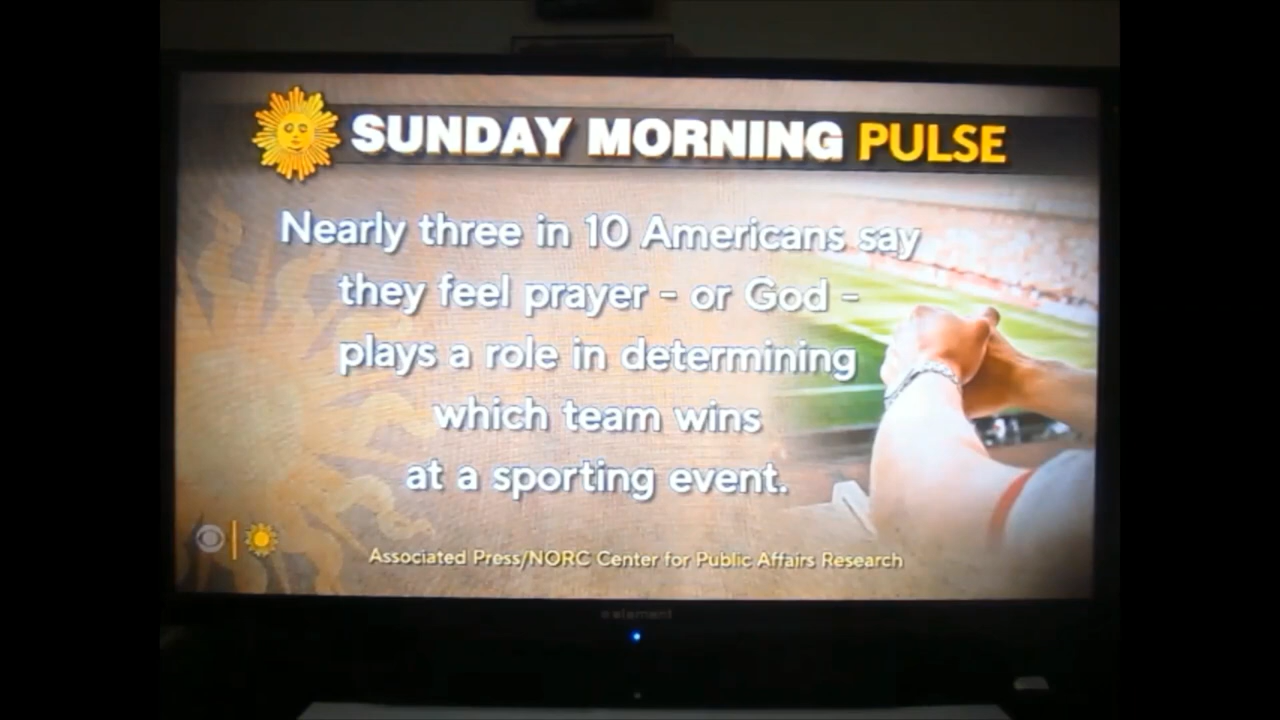 SUNDAY MORNING PULSE
Nearly three in 10 Americans say
they feel prayer - or God -
plays a role in determining
which team wins
at a sporting event.
Associated Press/NORC Center for Public Affairs Research
element